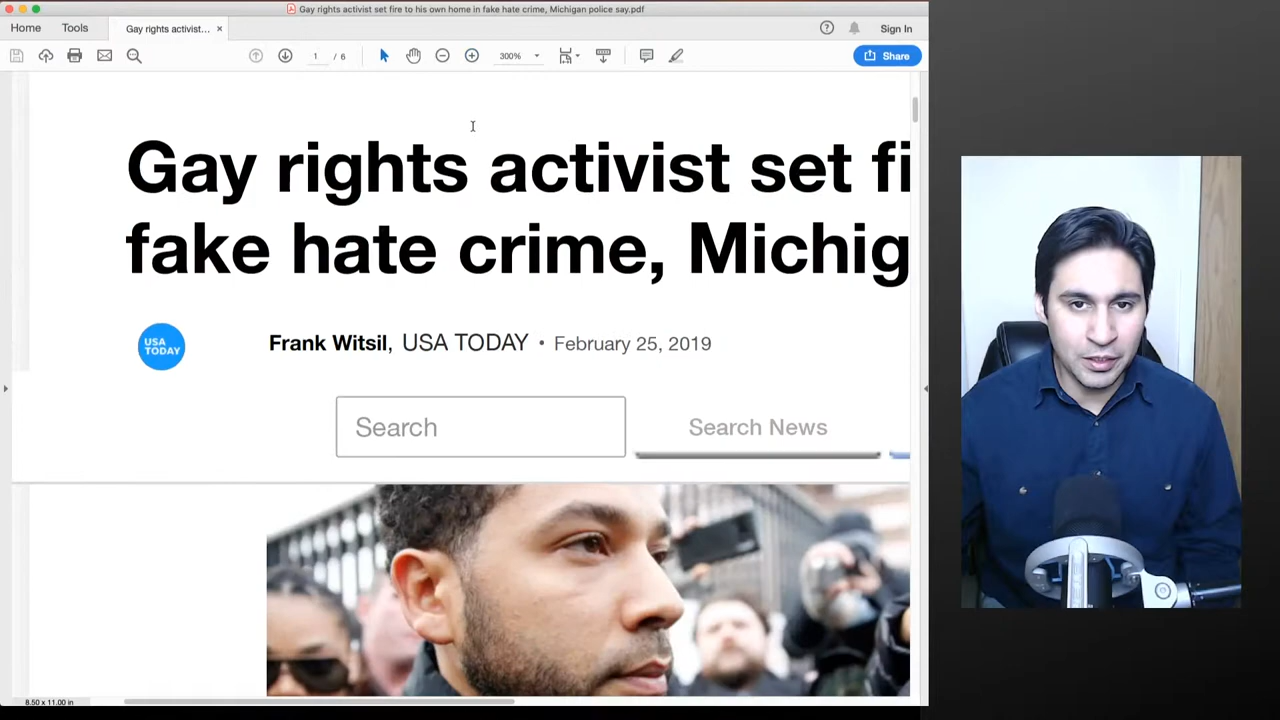 Gay rights activist set fire to his own home in fake hate crime, Michigan police say.pdf
Home
Tools
Gay rights activist...
×
?
Sign In
1
/ 6
300%
Share
Gay rights activist set fi
fake hate crime, Michig
USA
TODAY
Frank Witsil, USA TODAY • February 25, 2019
Search
Search News
8.50 x 11.00 in